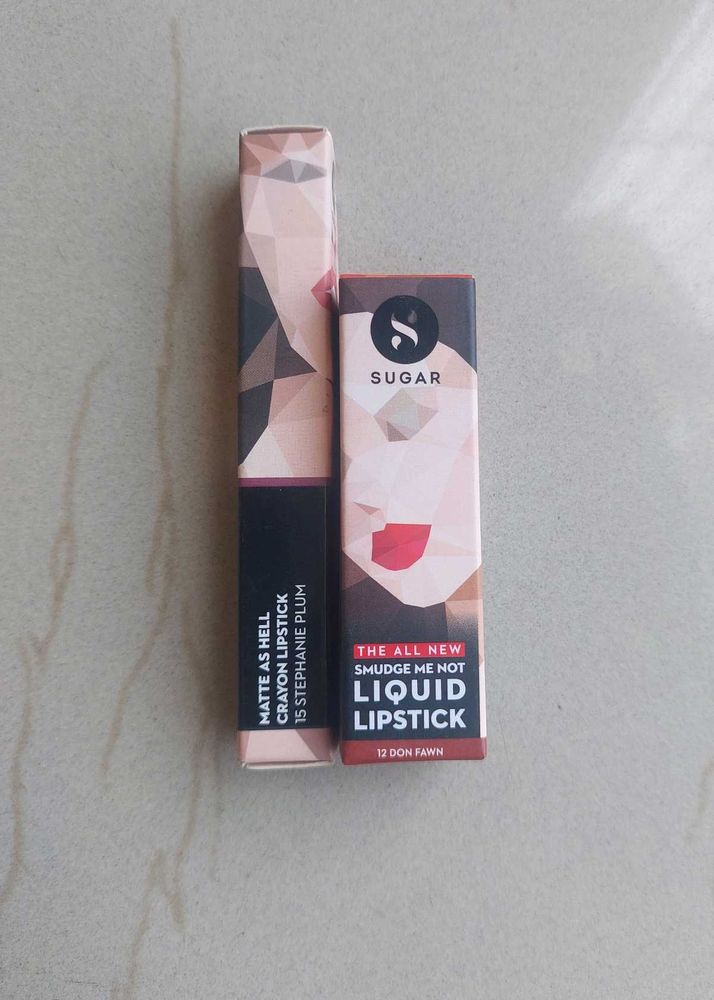 MATTE AS HELL
CRAYON LIPSTICK
15 STEPHANIE PLUM
S
SUGAR
THE ALL NEW
SMUDGE ME NOT
LIQUID
LIPSTICK
12 DON FAWN